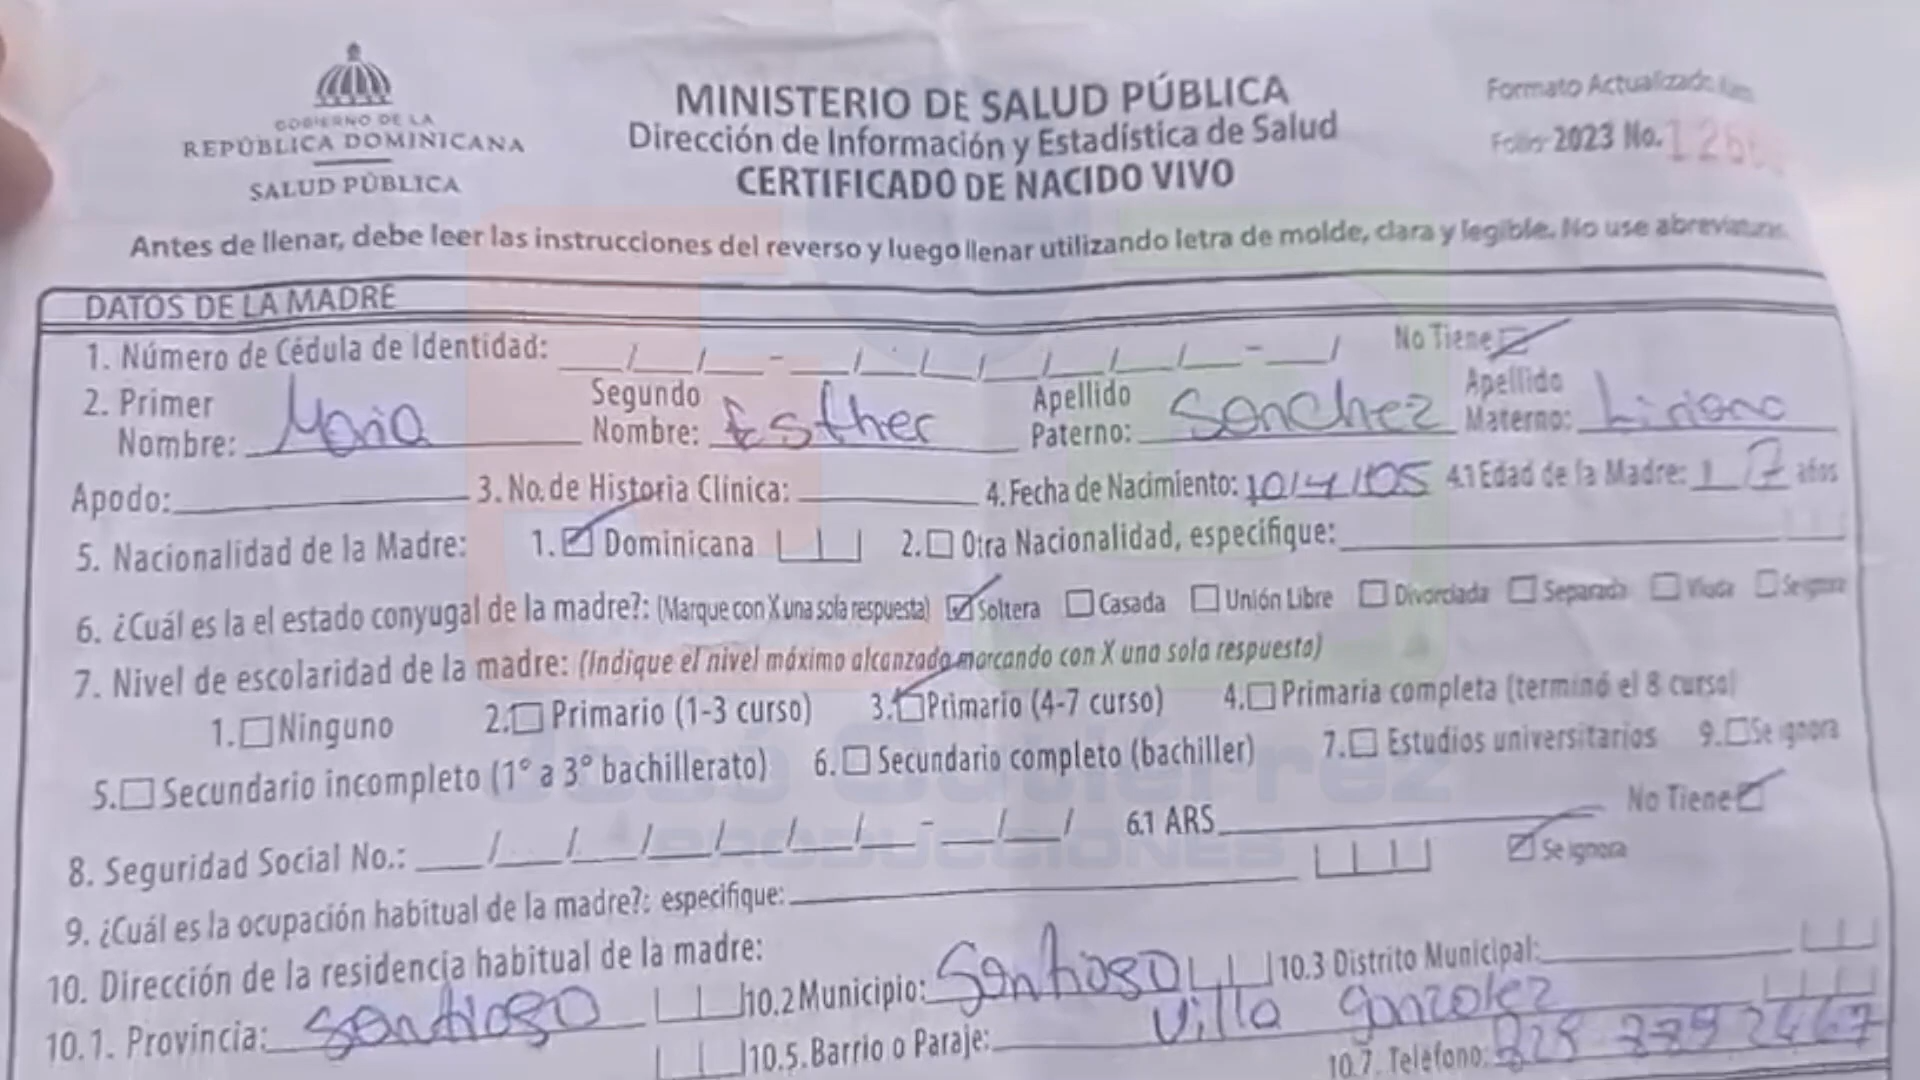 GOBIERNO DE LA
REPÚBLICA DOMINICANA
SALUD PÚBLICA
MINISTERIO DE SALUD PÚBLICA
Dirección de Información y Estadística de Salud
CERTIFICADO DE NACIDO VIVO
Formato Actualizado
Folio 2023 No.
Antes de llenar, debe leer las instrucciones del reverso y luego llenar utilizando letra de molde, clara y legible. No use abreviaturas.
DATOS DE LA MADRE
1. Número de Cédula de Identidad: No Tiene
2. Primer Nombre: Maria Segundo Nombre: Esther Apellido Paterno: Sanchez Apellido Materno: Liriano
Apodo: 3. No. de Historia Clínica: 4. Fecha de Nacimiento: 10/4/05 4.1 Edad de la Madre: 17 años
5. Nacionalidad de la Madre: 1. Dominicana 2. Otra Nacionalidad, especifique:
6. ¿Cuál es la el estado conyugal de la madre?: (Marque con X una sola respuesta) Soltera Casada Unión Libre Divorciada Separada Viuda Se ignora
7. Nivel de escolaridad de la madre: (Indique el nivel máximo alcanzado marcando con X una sola respuesta)
1. Ninguno 2. Primario (1-3 curso) 3. Primario (4-7 curso) 4. Primaria completa (terminó el 8 curso)
5. Secundario incompleto (1° a 3° bachillerato) 6. Secundario completo (bachiller) 7. Estudios universitarios 9. Se ignora
José Gutiérrez
PRODUCCIONES
8. Seguridad Social No.: 6.1 ARS No Tiene
9. ¿Cuál es la ocupación habitual de la madre?: especifique: Se ignora
10. Dirección de la residencia habitual de la madre:
10.1. Provincia: Santiago 10.2 Municipio: Santiago 10.3 Distrito Municipal:
10.5. Barrio o Paraje: Villa Gonzalez
10.7. Teléfono: